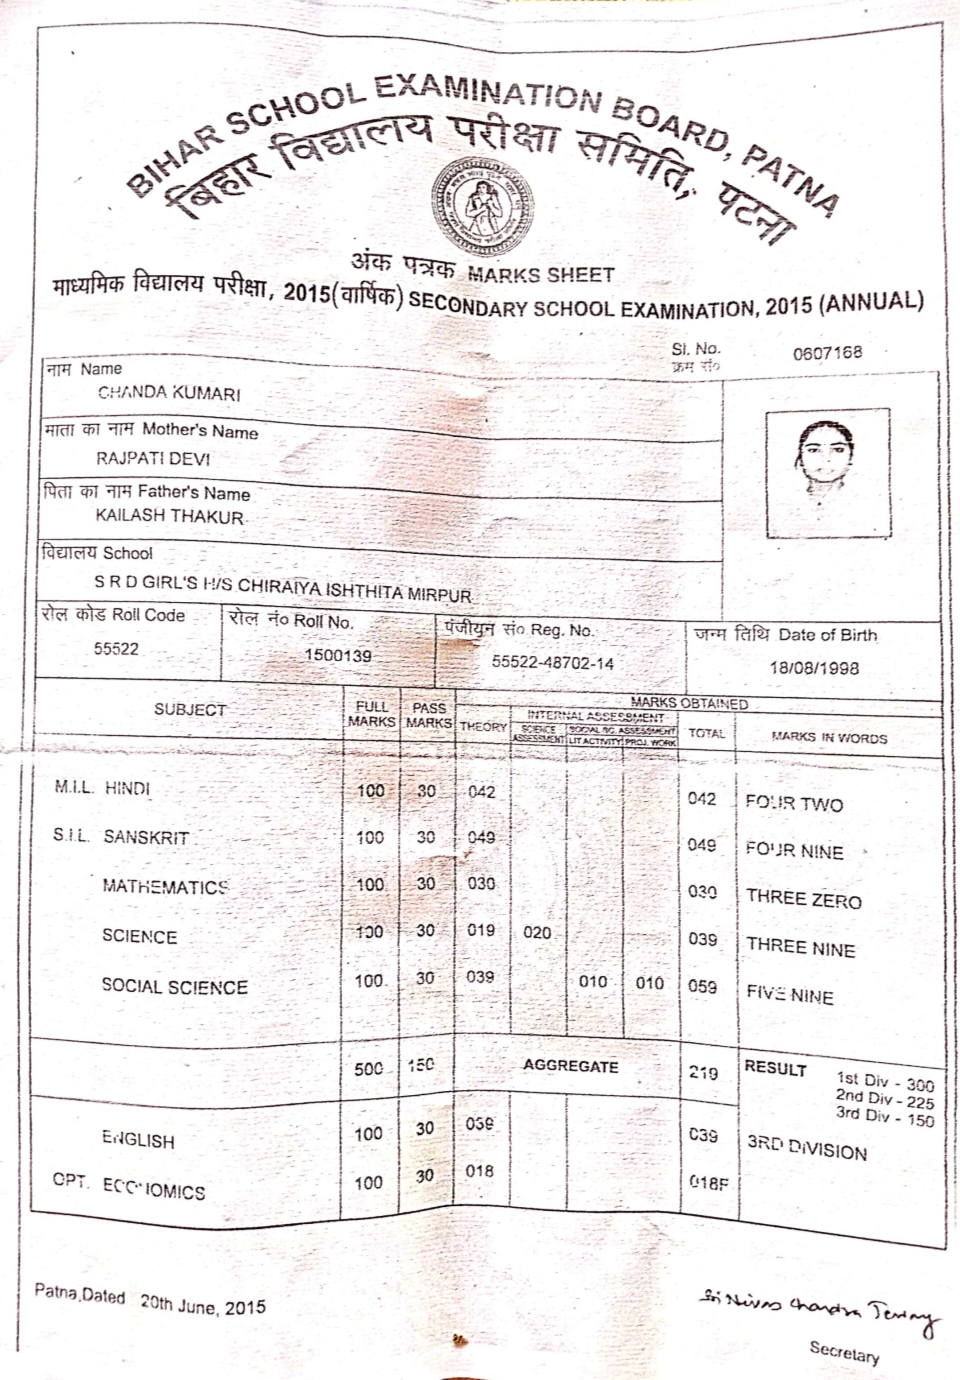 BIHAR SCHOOL EXAMINATION BOARD, PATNA
बिहार विद्यालय परीक्षा समिति, पटना
अंक पत्रक MARKS SHEET
माध्यमिक विद्यालय परीक्षा, 2015(वार्षिक) SECONDARY SCHOOL EXAMINATION, 2015 (ANNUAL)
Sl. No. 0607168
क्रम सं०
नाम Name
CHANDA KUMARI
माता का नाम Mother's Name
RAJPATI DEVI
पिता का नाम Father's Name
KAILASH THAKUR
विद्यालय School
S R D GIRL'S H/S CHIRAIYA ISHTHITA MIRPUR
रोल कोड Roll Code रोल नं० Roll No. पंजीयन सं० Reg. No. जन्म तिथि Date of Birth
55522 1500139 55522-48702-14 18/08/1998
SUBJECT FULL MARKS PASS MARKS MARKS OBTAINED
THEORY INTERNAL ASSESSMENT TOTAL MARKS IN WORDS
SCIENCE ASSESSMENT SOCIAL SC. ASSESSMENT
LIT ACTIVITY PROJ. WORK
M.I.L. HINDI 100 30 042 042 FOUR TWO
S.I.L. SANSKRIT 100 30 049 049 FOUR NINE
MATHEMATICS 100 30 030 030 THREE ZERO
SCIENCE 100 30 019 020 039 THREE NINE
SOCIAL SCIENCE 100 30 039 010 010 059 FIVE NINE
500 150 AGGREGATE 219 RESULT 1st Div - 300
2nd Div - 225
3rd Div - 150
ENGLISH 100 30 039 039 3RD DIVISION
OPT. ECONOMICS 100 30 018 018F
Patna,Dated 20th June, 2015
Secretary